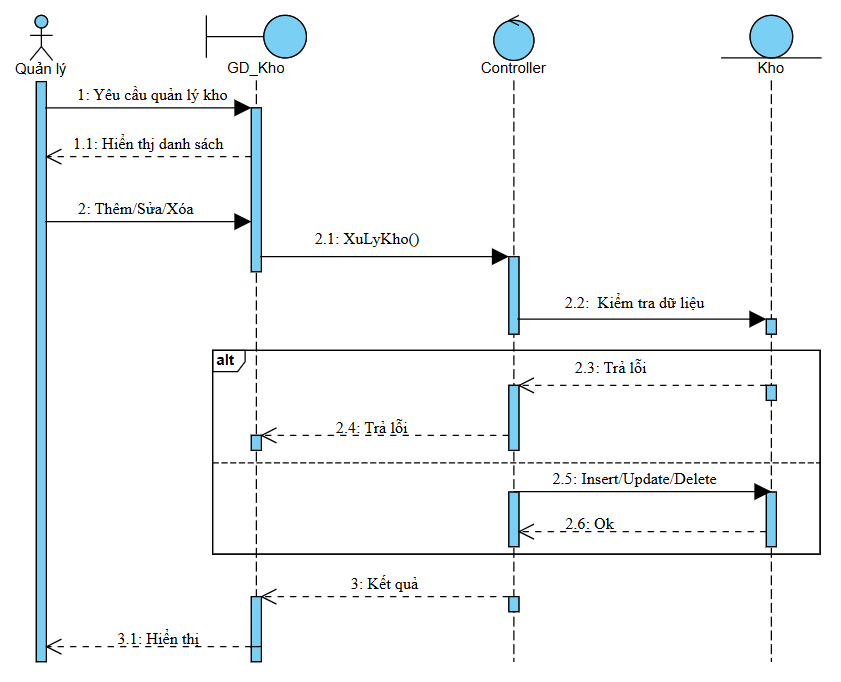 Quản lý
GD_Kho
Controller
Kho
1: Yêu cầu quản lý kho
1.1: Hiển thị danh sách
2: Thêm/Sửa/Xóa
2.1: XuLyKho()
2.2: Kiểm tra dữ liệu
alt
2.3: Trả lỗi
2.4: Trả lỗi
2.5: Insert/Update/Delete
2.6: Ok
3: Kết quả
3.1: Hiển thị